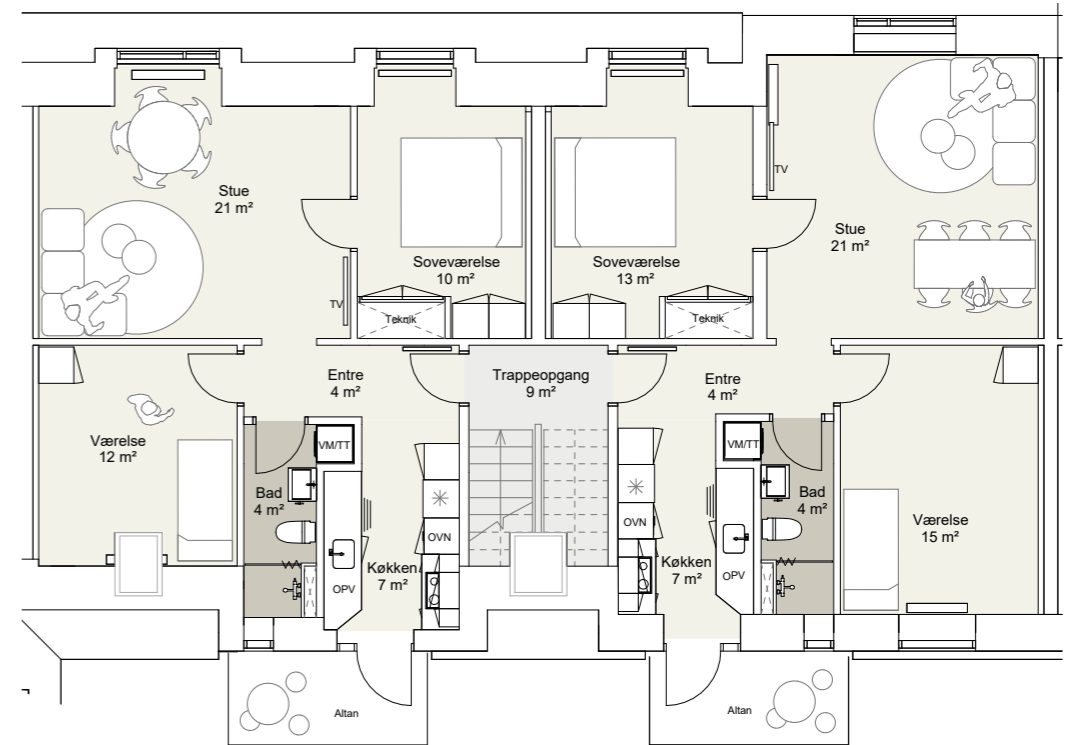 Stue
21 m²
TV
Soveværelse
10 m²
Teknik
Soveværelse
13 m²
Teknik
TV
Stue
21 m²
Værelse
12 m²
Entre
4 m²
VM/TT
Bad
4 m²
OVN
Køkken
7 m²
OPV
Trappeopgang
9 m²
Entre
4 m²
VM/TT
Bad
4 m²
OVN
Køkken
7 m²
OPV
Værelse
15 m²
Altan
Altan